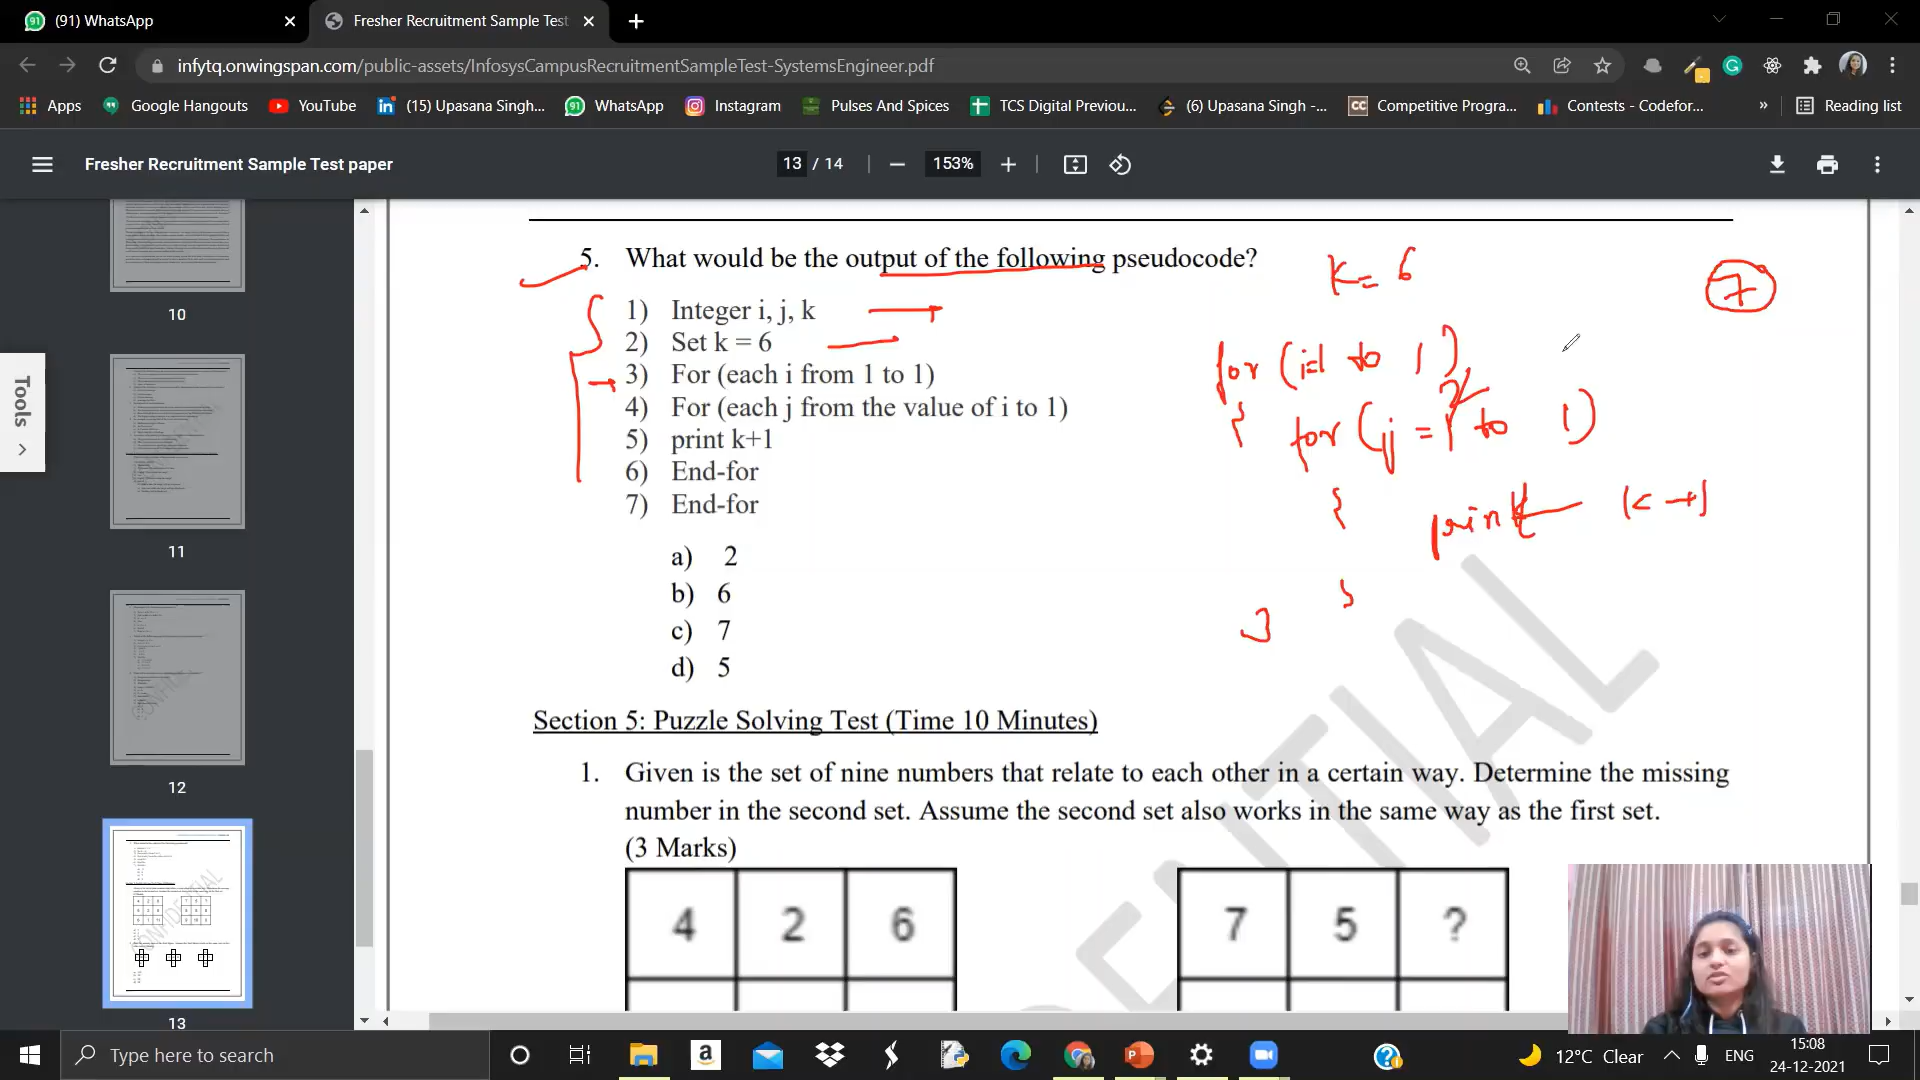 (91) WhatsApp
Fresher Recruitment Sample Test
infytq.onwingspan.com/public-assets/InfosysCampusRecruitmentSampleTest-SystemsEngineer.pdf
Apps Google Hangouts YouTube (15) Upasana Singh... WhatsApp Instagram Pulses And Spices TCS Digital Previou... (6) Upasana Singh -... CC Competitive Progra... Contests - Codefor... » Reading list
Fresher Recruitment Sample Test paper
13 / 14
153%
Tools
10
11
12
13
5. What would be the output of the following pseudocode?
1) Integer i, j, k
2) Set k = 6
3) For (each i from 1 to 1)
4) For (each j from the value of i to 1)
5) print k+1
6) End-for
7) End-for
a) 2
b) 6
c) 7
d) 5
K = 6
7
for (i=1 to 1)
{ for (j = 1 to 1)
{ print k+1
}
}
Section 5: Puzzle Solving Test (Time 10 Minutes)
1. Given is the set of nine numbers that relate to each other in a certain way. Determine the missing
number in the second set. Assume the second set also works in the same way as the first set.
(3 Marks)
4 2 6
7 5 ?
Type here to search
12°C Clear
ENG
15:08
24-12-2021